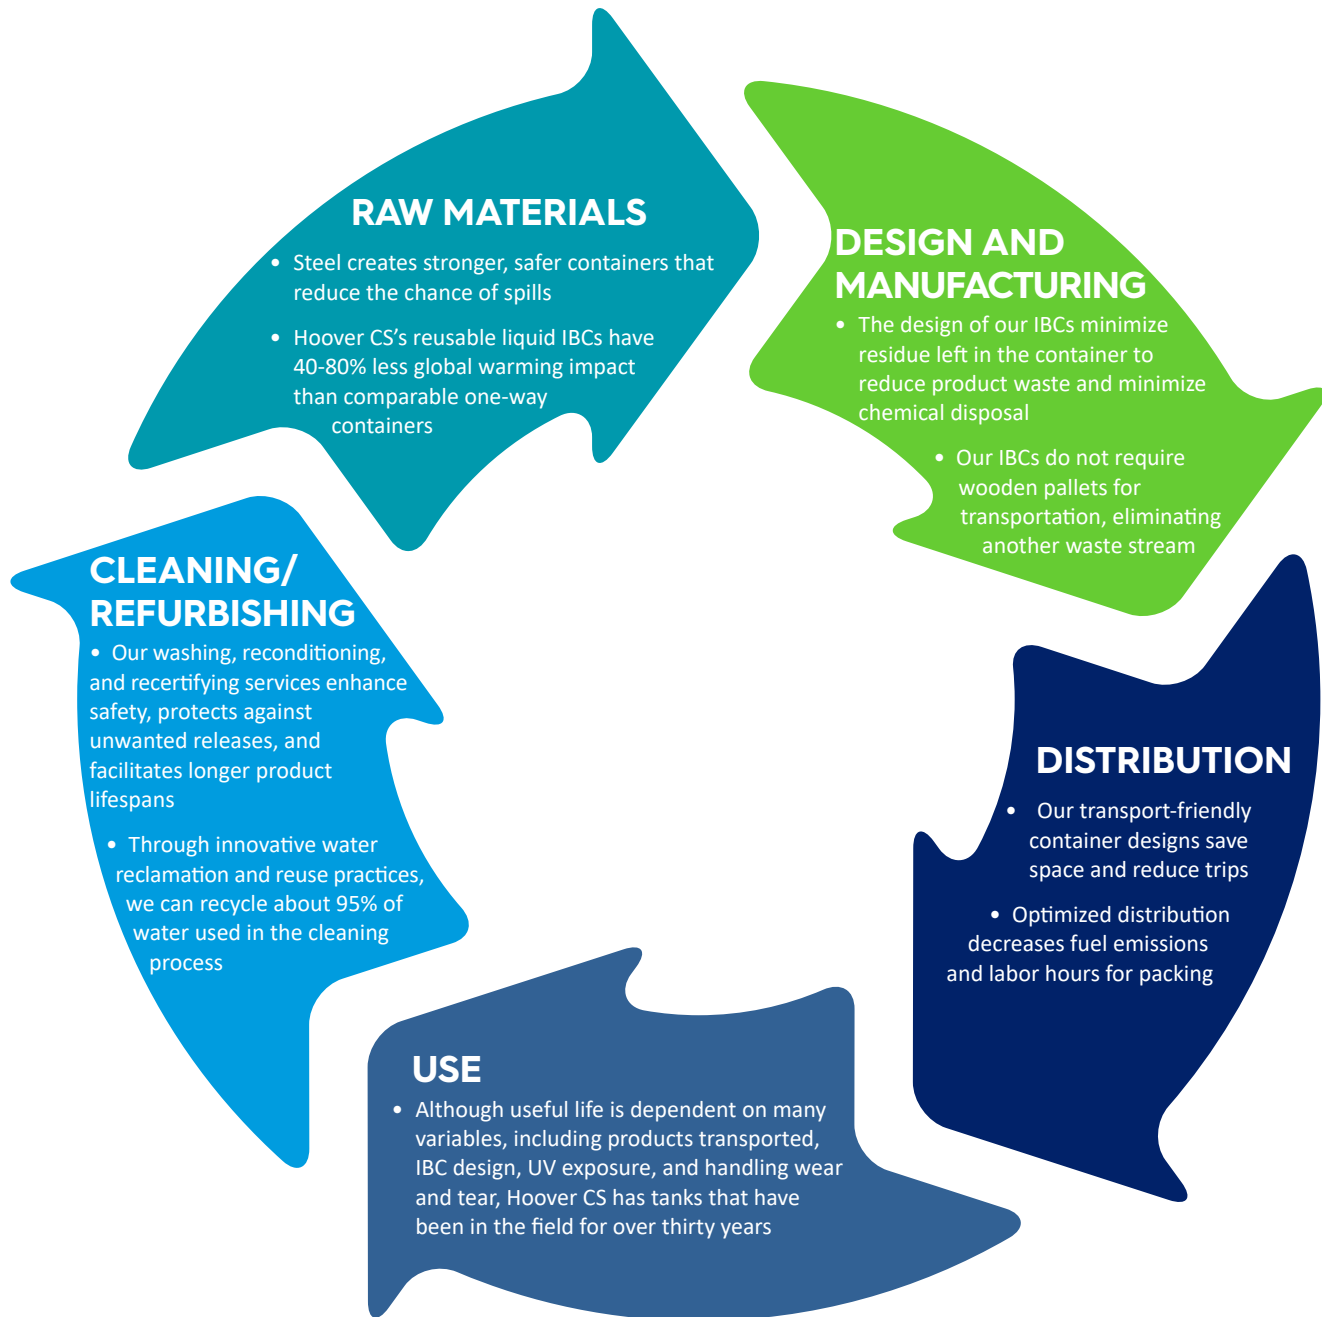 RAW MATERIALS
• Steel creates stronger, safer containers that
reduce the chance of spills
• Hoover CS's reusable liquid IBCs have
40-80% less global warming impact
than comparable one-way
containers
DESIGN AND
MANUFACTURING
• The design of our IBCs minimize
residue left in the container to
reduce product waste and minimize
chemical disposal
• Our IBCs do not require
wooden pallets for
transportation, eliminating
another waste stream
DISTRIBUTION
• Our transport-friendly
container designs save
space and reduce trips
• Optimized distribution
decreases fuel emissions
and labor hours for packing
USE
• Although useful life is dependent on many
variables, including products transported,
IBC design, UV exposure, and handling wear
and tear, Hoover CS has tanks that have
been in the field for over thirty years
CLEANING/
REFURBISHING
• Our washing, reconditioning,
and recertifying services enhance
safety, protects against
unwanted releases, and
facilitates longer product
lifespans
• Through innovative water
reclamation and reuse practices,
we can recycle about 95% of
water used in the cleaning
process